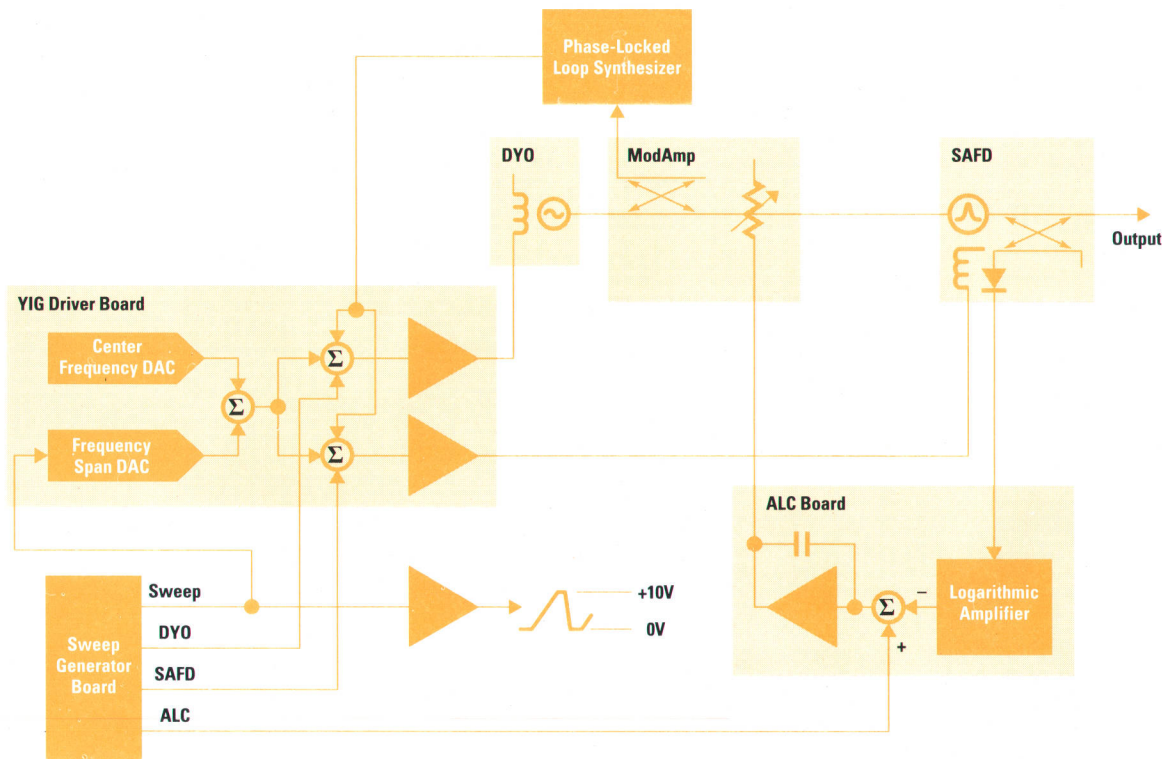 Phase-Locked
Loop Synthesizer
DYO
ModAmp
SAFD
Output
YIG Driver Board
Center
Frequency DAC
Σ
Σ
Frequency
Span DAC
Σ
ALC Board
Sweep
+10V
0V
DYO
Sweep
Generator
Board
SAFD
ALC
Σ
−
+
Logarithmic
Amplifier